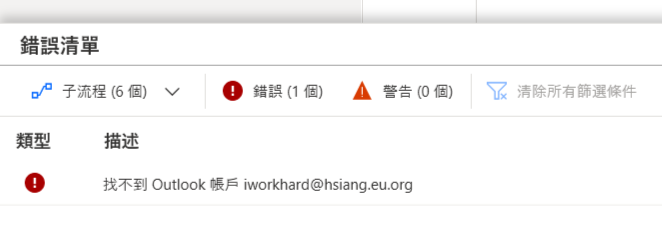 錯誤清單
子流程 (6 個) 錯誤 (1 個) 警告 (0 個) 清除所有篩選條件
類型 描述
找不到 Outlook 帳戶 iworkhard@hsiang.eu.org